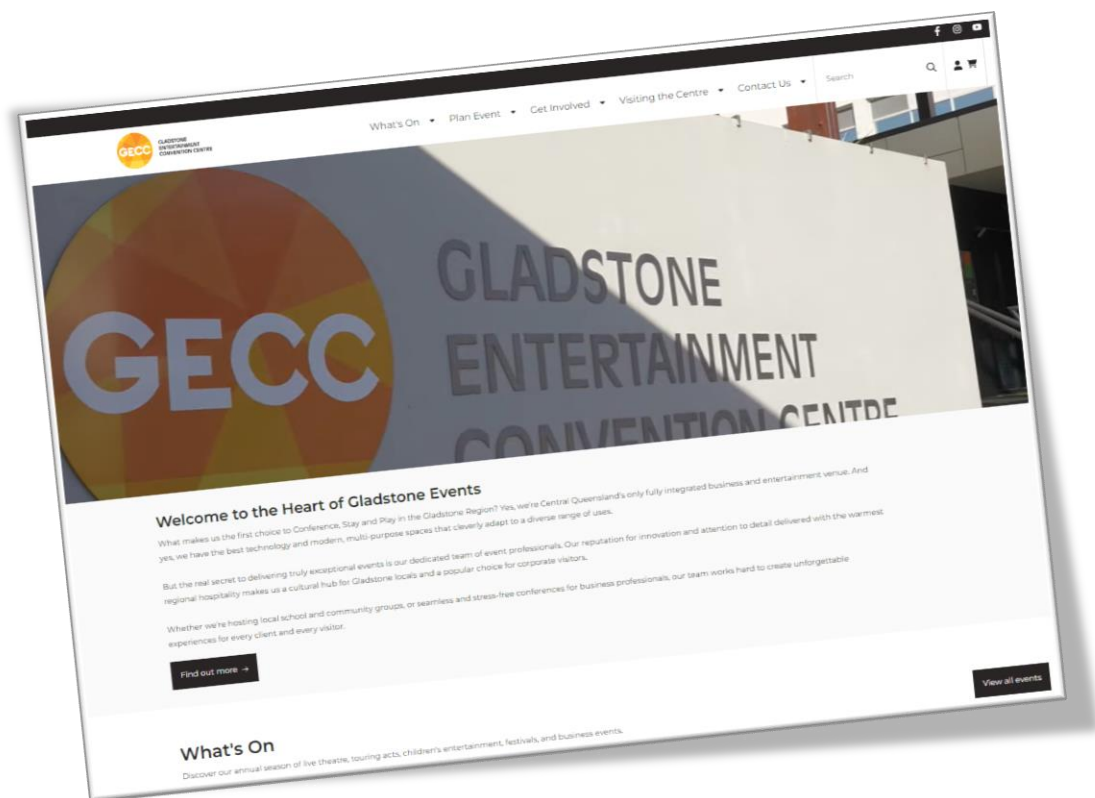 What's On
Plan Event
Get Involved
Visiting the Centre
Contact Us
Search
GECC
GLADSTONE
ENTERTAINMENT
CONVENTION CENTRE
GECC
GLADSTONE
ENTERTAINMENT
CONVENTION CENTRE
Welcome to the Heart of Gladstone Events
What makes us the first choice to Conference, Stay and Play in the Gladstone Region? Yes, we're Central Queensland's only fully integrated business and entertainment venue. And
yes, we have the best technology and modern, multi-purpose spaces that cleverly adapt to a diverse range of uses.
But the real secret to delivering truly exceptional events is our dedicated team of event professionals. Our reputation for innovation and attention to detail delivered with the warmest
regional hospitality makes us a cultural hub for Gladstone locals and a popular choice for corporate visitors.
Whether we're hosting local school and community groups, or seamless and stress-free conferences for business professionals, our team works hard to create unforgettable
experiences for every client and every visitor.
Find out more →
View all events
What's On
Discover our annual season of live theatre, touring acts, children's entertainment, festivals, and business events.